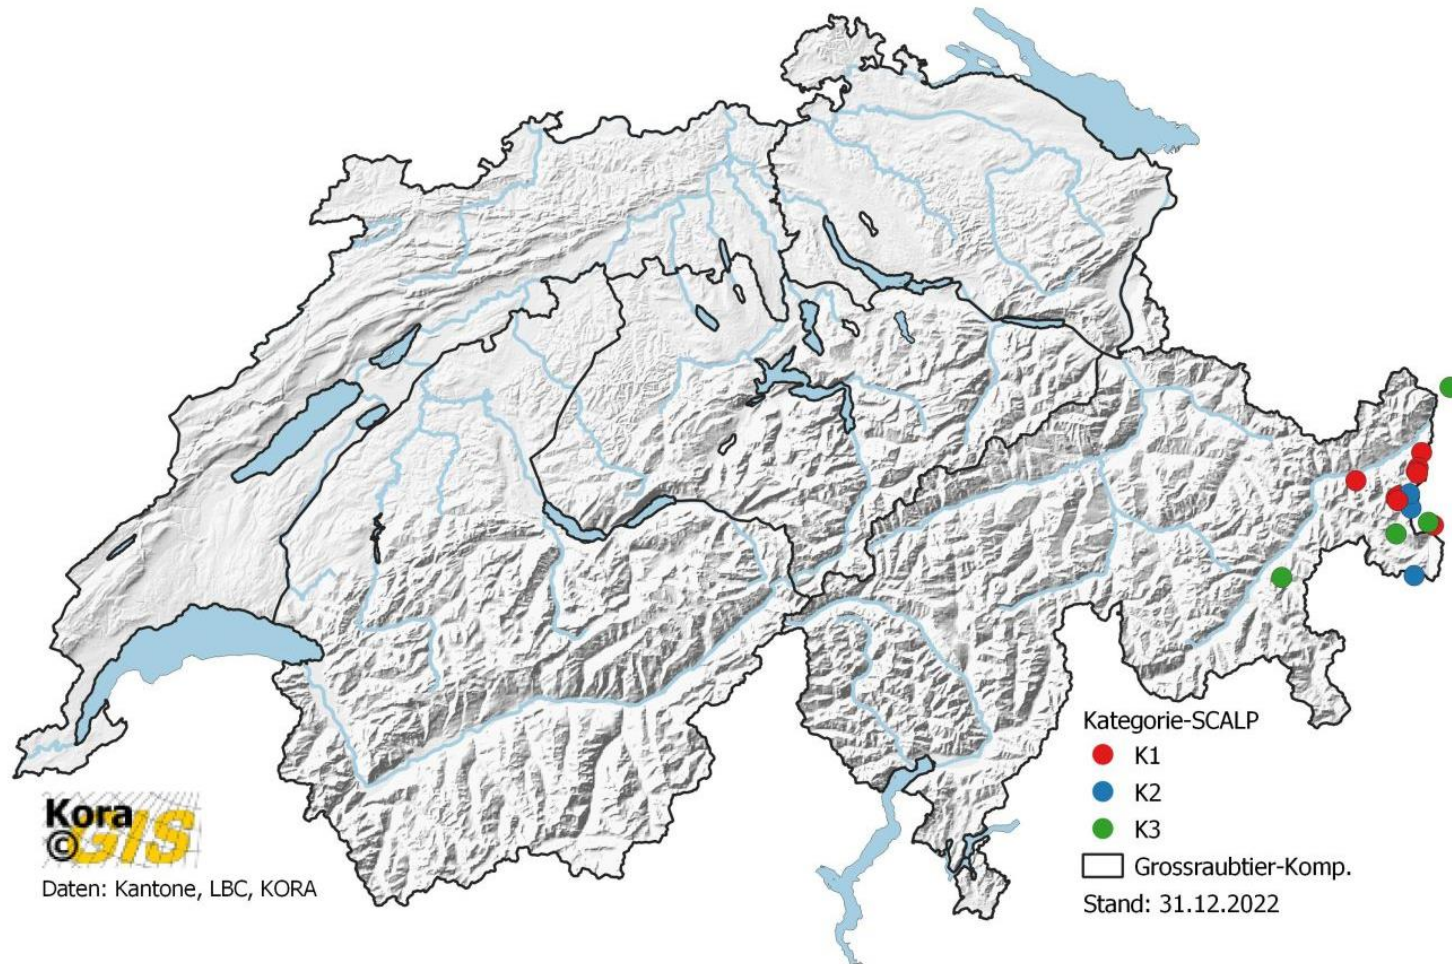 Kategorie-SCALP
K1
K2
K3
Grossraubtier-Komp.
Stand: 31.12.2022
Kora
© GIS
Daten: Kantone, LBC, KORA